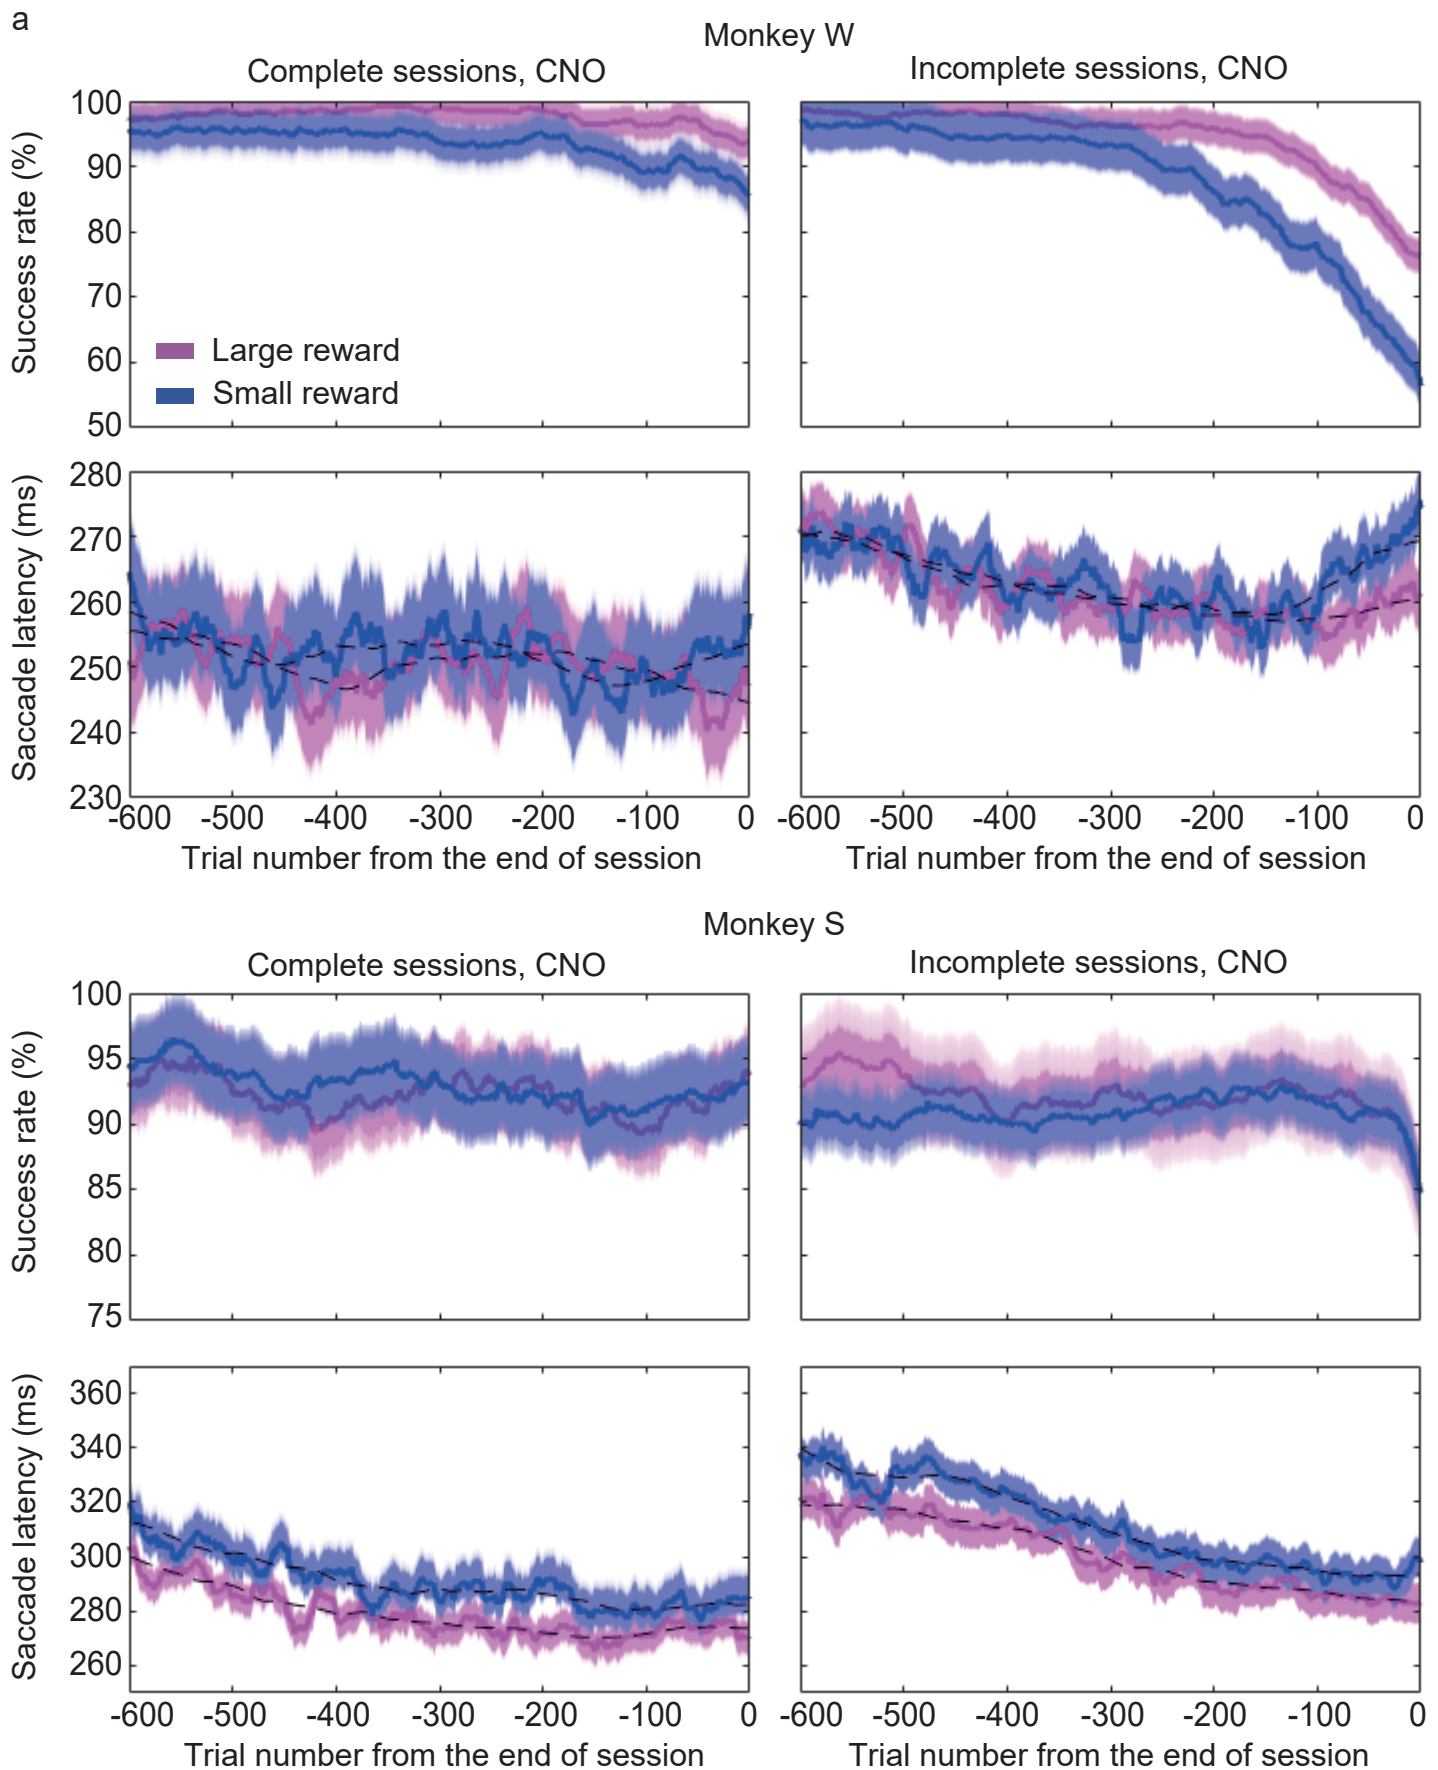 a
Monkey W
Complete sessions, CNO
Incomplete sessions, CNO
Success rate (%)
100
90
80
70
60
50
Large reward
Small reward
Saccade latency (ms)
280
270
260
250
240
230
-600 -500 -400 -300 -200 -100 0
-600 -500 -400 -300 -200 -100 0
Trial number from the end of session
Trial number from the end of session
Monkey S
Complete sessions, CNO
Incomplete sessions, CNO
Success rate (%)
100
95
90
85
80
75
Saccade latency (ms)
360
340
320
300
280
260
-600 -500 -400 -300 -200 -100 0
-600 -500 -400 -300 -200 -100 0
Trial number from the end of session
Trial number from the end of session